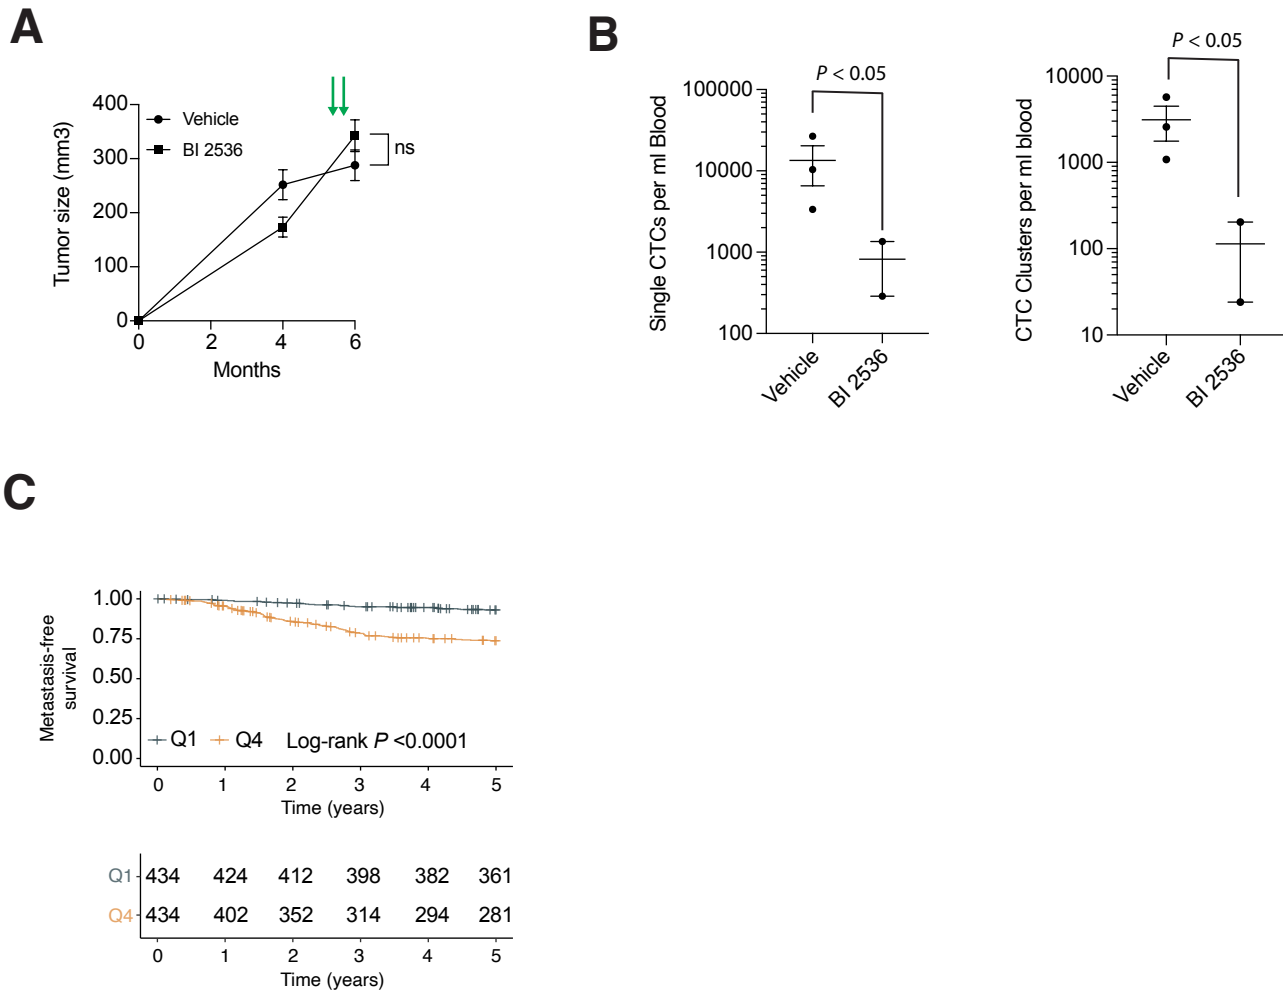 A
400
300
200
100
0
Tumor size (mm3)
Vehicle
BI 2536
ns
0 2 4 6
Months
B
P < 0.05
100000
10000
1000
100
Single CTCs per ml Blood
Vehicle
BI 2536
P < 0.05
10000
1000
100
10
CTC Clusters per ml blood
Vehicle
BI 2536
C
1.00
0.75
0.50
0.25
0.00
Metastasis-free
survival
Q1 Q4 Log-rank P <0.0001
0 1 2 3 4 5
Time (years)
Q1 434 424 412 398 382 361
Q4 434 402 352 314 294 281
0 1 2 3 4 5
Time (years)